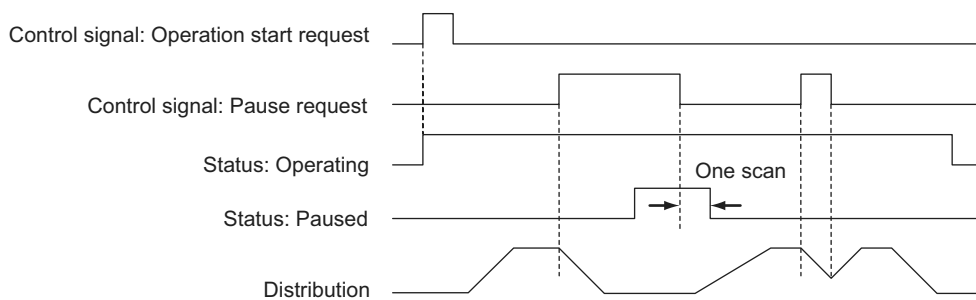 Control signal: Operation start request
Control signal: Pause request
Status: Operating
One scan
Status: Paused
Distribution